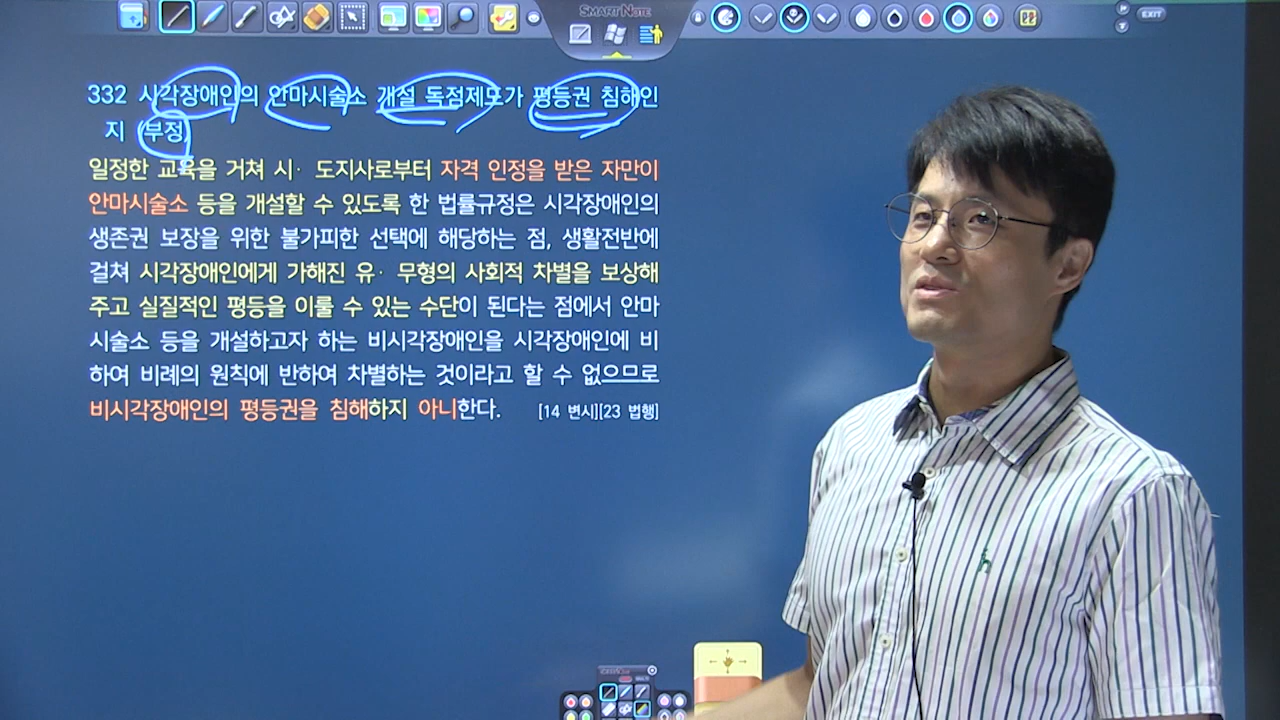 SMART NOTE
EXIT
332 시각장애인의 안마시술소 개설 독점제도가 평등권 침해인
지 (부정)
일정한 교육을 거쳐 시· 도지사로부터 자격 인정을 받은 자만이
안마시술소 등을 개설할 수 있도록 한 법률규정은 시각장애인의
생존권 보장을 위한 불가피한 선택에 해당하는 점, 생활전반에
걸쳐 시각장애인에게 가해진 유· 무형의 사회적 차별을 보상해
주고 실질적인 평등을 이룰 수 있는 수단이 된다는 점에서 안마
시술소 등을 개설하고자 하는 비시각장애인을 시각장애인에 비
하여 비례의 원칙에 반하여 차별하는 것이라고 할 수 없으므로
비시각장애인의 평등권을 침해하지 아니한다. [14 변시][23 법행]